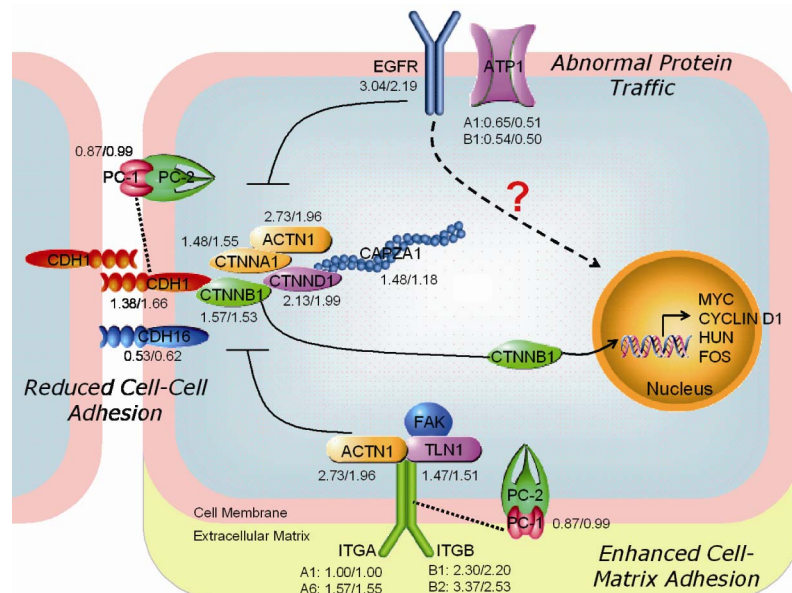 EGFR
3.04/2.19
ATP1
A1:0.65/0.51
B1:0.54/0.50
Abnormal Protein
Traffic
0.87/0.99
PC-1
PC-2
?
2.73/1.96
ACTN1
1.48/1.55
CTNNA1
CAPZA1
1.48/1.18
CDH1
CDH1
1.38/1.66
CTNND1
2.13/1.99
CTNNB1
1.57/1.53
CDH16
0.53/0.62
Reduced Cell-Cell
Adhesion
CTNNB1
MYC
CYCLIN D1
HUN
FOS
Nucleus
FAK
ACTN1
TLN1
2.73/1.96
1.47/1.51
PC-2
PC-1
0.87/0.99
Cell Membrane
Extracellular Matrix
ITGA
ITGB
A1: 1.00/1.00
A6: 1.57/1.55
B1: 2.30/2.20
B2: 3.37/2.53
Enhanced Cell-
Matrix Adhesion